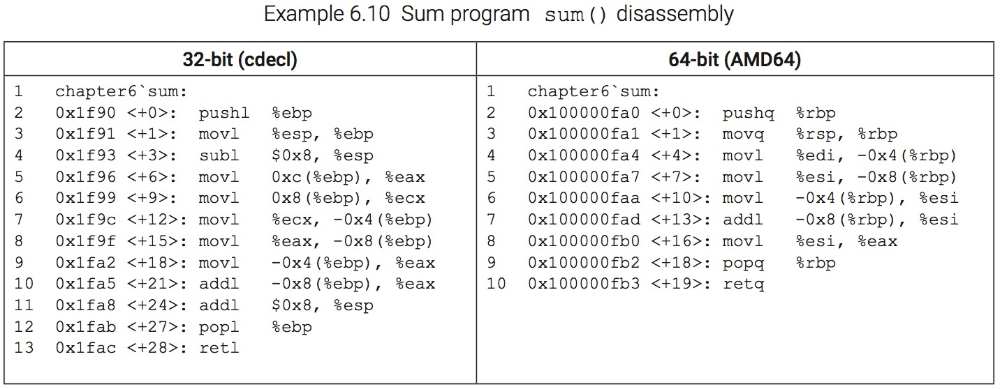 Example 6.10 Sum program sum() disassembly
32-bit (cdecl)
1 chapter6`sum:
2 0x1f90 <+0>: pushl %ebp
3 0x1f91 <+1>: movl %esp, %ebp
4 0x1f93 <+3>: subl $0x8, %esp
5 0x1f96 <+6>: movl 0xc(%ebp), %eax
6 0x1f99 <+9>: movl 0x8(%ebp), %ecx
7 0x1f9c <+12>: movl %ecx, -0x4(%ebp)
8 0x1f9f <+15>: movl %eax, -0x8(%ebp)
9 0x1fa2 <+18>: movl -0x4(%ebp), %eax
10 0x1fa5 <+21>: addl -0x8(%ebp), %eax
11 0x1fa8 <+24>: addl $0x8, %esp
12 0x1fab <+27>: popl %ebp
13 0x1fac <+28>: retl
64-bit (AMD64)
1 chapter6`sum:
2 0x100000fa0 <+0>: pushq %rbp
3 0x100000fa1 <+1>: movq %rsp, %rbp
4 0x100000fa4 <+4>: movl %edi, -0x4(%rbp)
5 0x100000fa7 <+7>: movl %esi, -0x8(%rbp)
6 0x100000faa <+10>: movl -0x4(%rbp), %esi
7 0x100000fad <+13>: addl -0x8(%rbp), %esi
8 0x100000fb0 <+16>: movl %esi, %eax
9 0x100000fb2 <+18>: popq %rbp
10 0x100000fb3 <+19>: retq